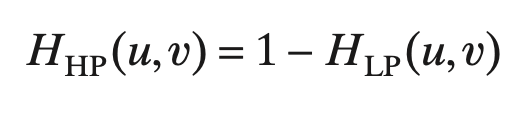 H_HP(u,v) = 1 − H_LP(u,v)